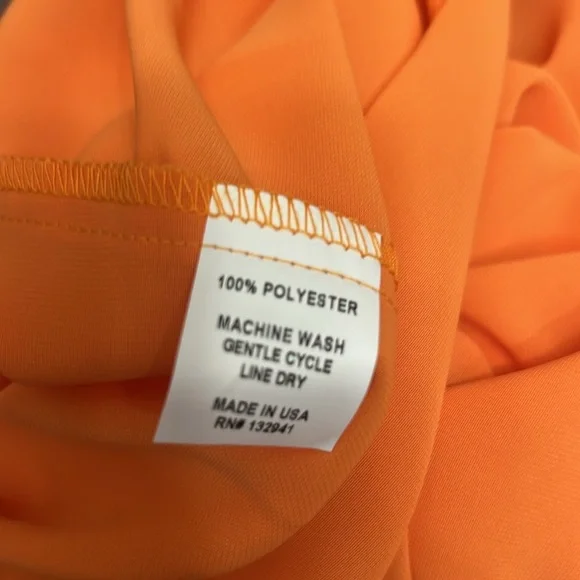 100% POLYESTER
MACHINE WASH
GENTLE CYCLE
LINE DRY
MADE IN USA
RN# 132941